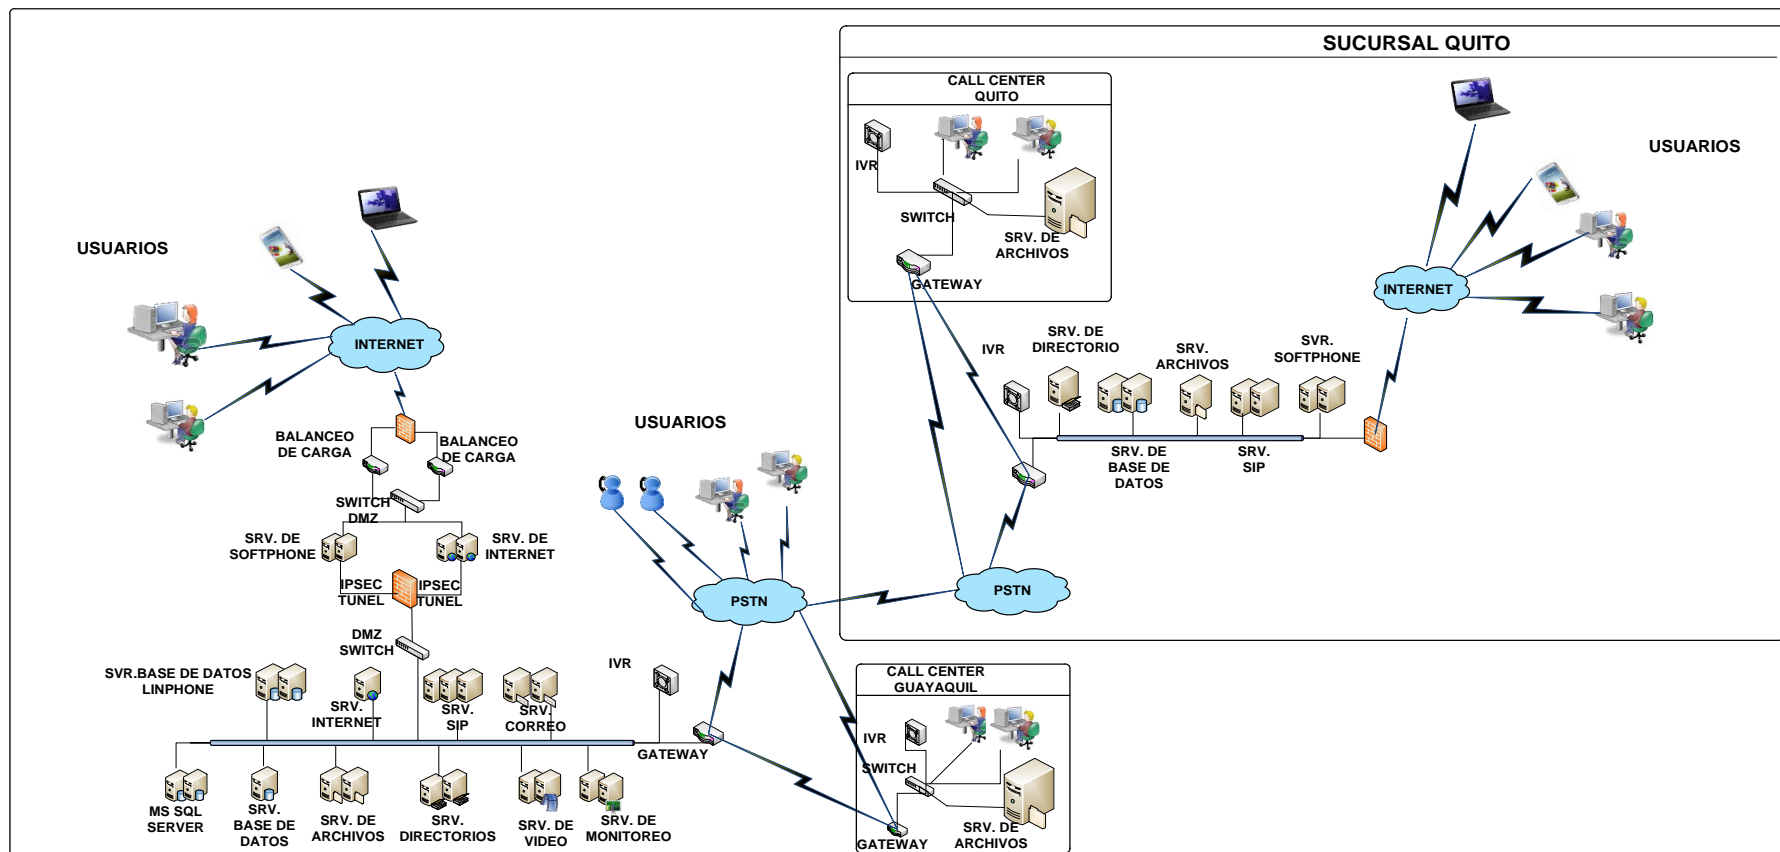 SUCURSAL QUITO
CALL CENTER
QUITO
IVR
SWITCH
SRV. DE
ARCHIVOS
GATEWAY
USUARIOS
INTERNET
IVR
SRV. DE
DIRECTORIO
SRV.
ARCHIVOS
SVR.
SOFTPHONE
SRV. DE
BASE DE
DATOS
SRV.
SIP
PSTN
USUARIOS
INTERNET
BALANCEO
DE CARGA
BALANCEO
DE CARGA
SWITCH
DMZ
SRV. DE
SOFTPHONE
SRV. DE
INTERNET
IPSEC
TUNEL
IPSEC
TUNEL
DMZ
SWITCH
USUARIOS
PSTN
SVR.BASE DE DATOS
LINPHONE
SRV.
INTERNET
SRV.
SIP
SRV.
CORREO
IVR
GATEWAY
MS SQL
SERVER
SRV.
BASE DE
DATOS
SRV. DE
ARCHIVOS
SRV.
DIRECTORIOS
SRV. DE
VIDEO
SRV. DE
MONITOREO
CALL CENTER
GUAYAQUIL
IVR
SWITCH
GATEWAY
SRV. DE
ARCHIVOS